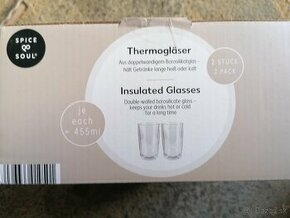 SPICE
SOUL®
Thermogläser
Aus doppelwandigem Borosilikatglas –
hält Getränke lange heiß oder kalt
Insulated Glasses
Double-walled borosilicate glass –
keeps your drinks hot or cold
for a long time
2 STÜCK
2 PACK
je
each
≈ 455ml